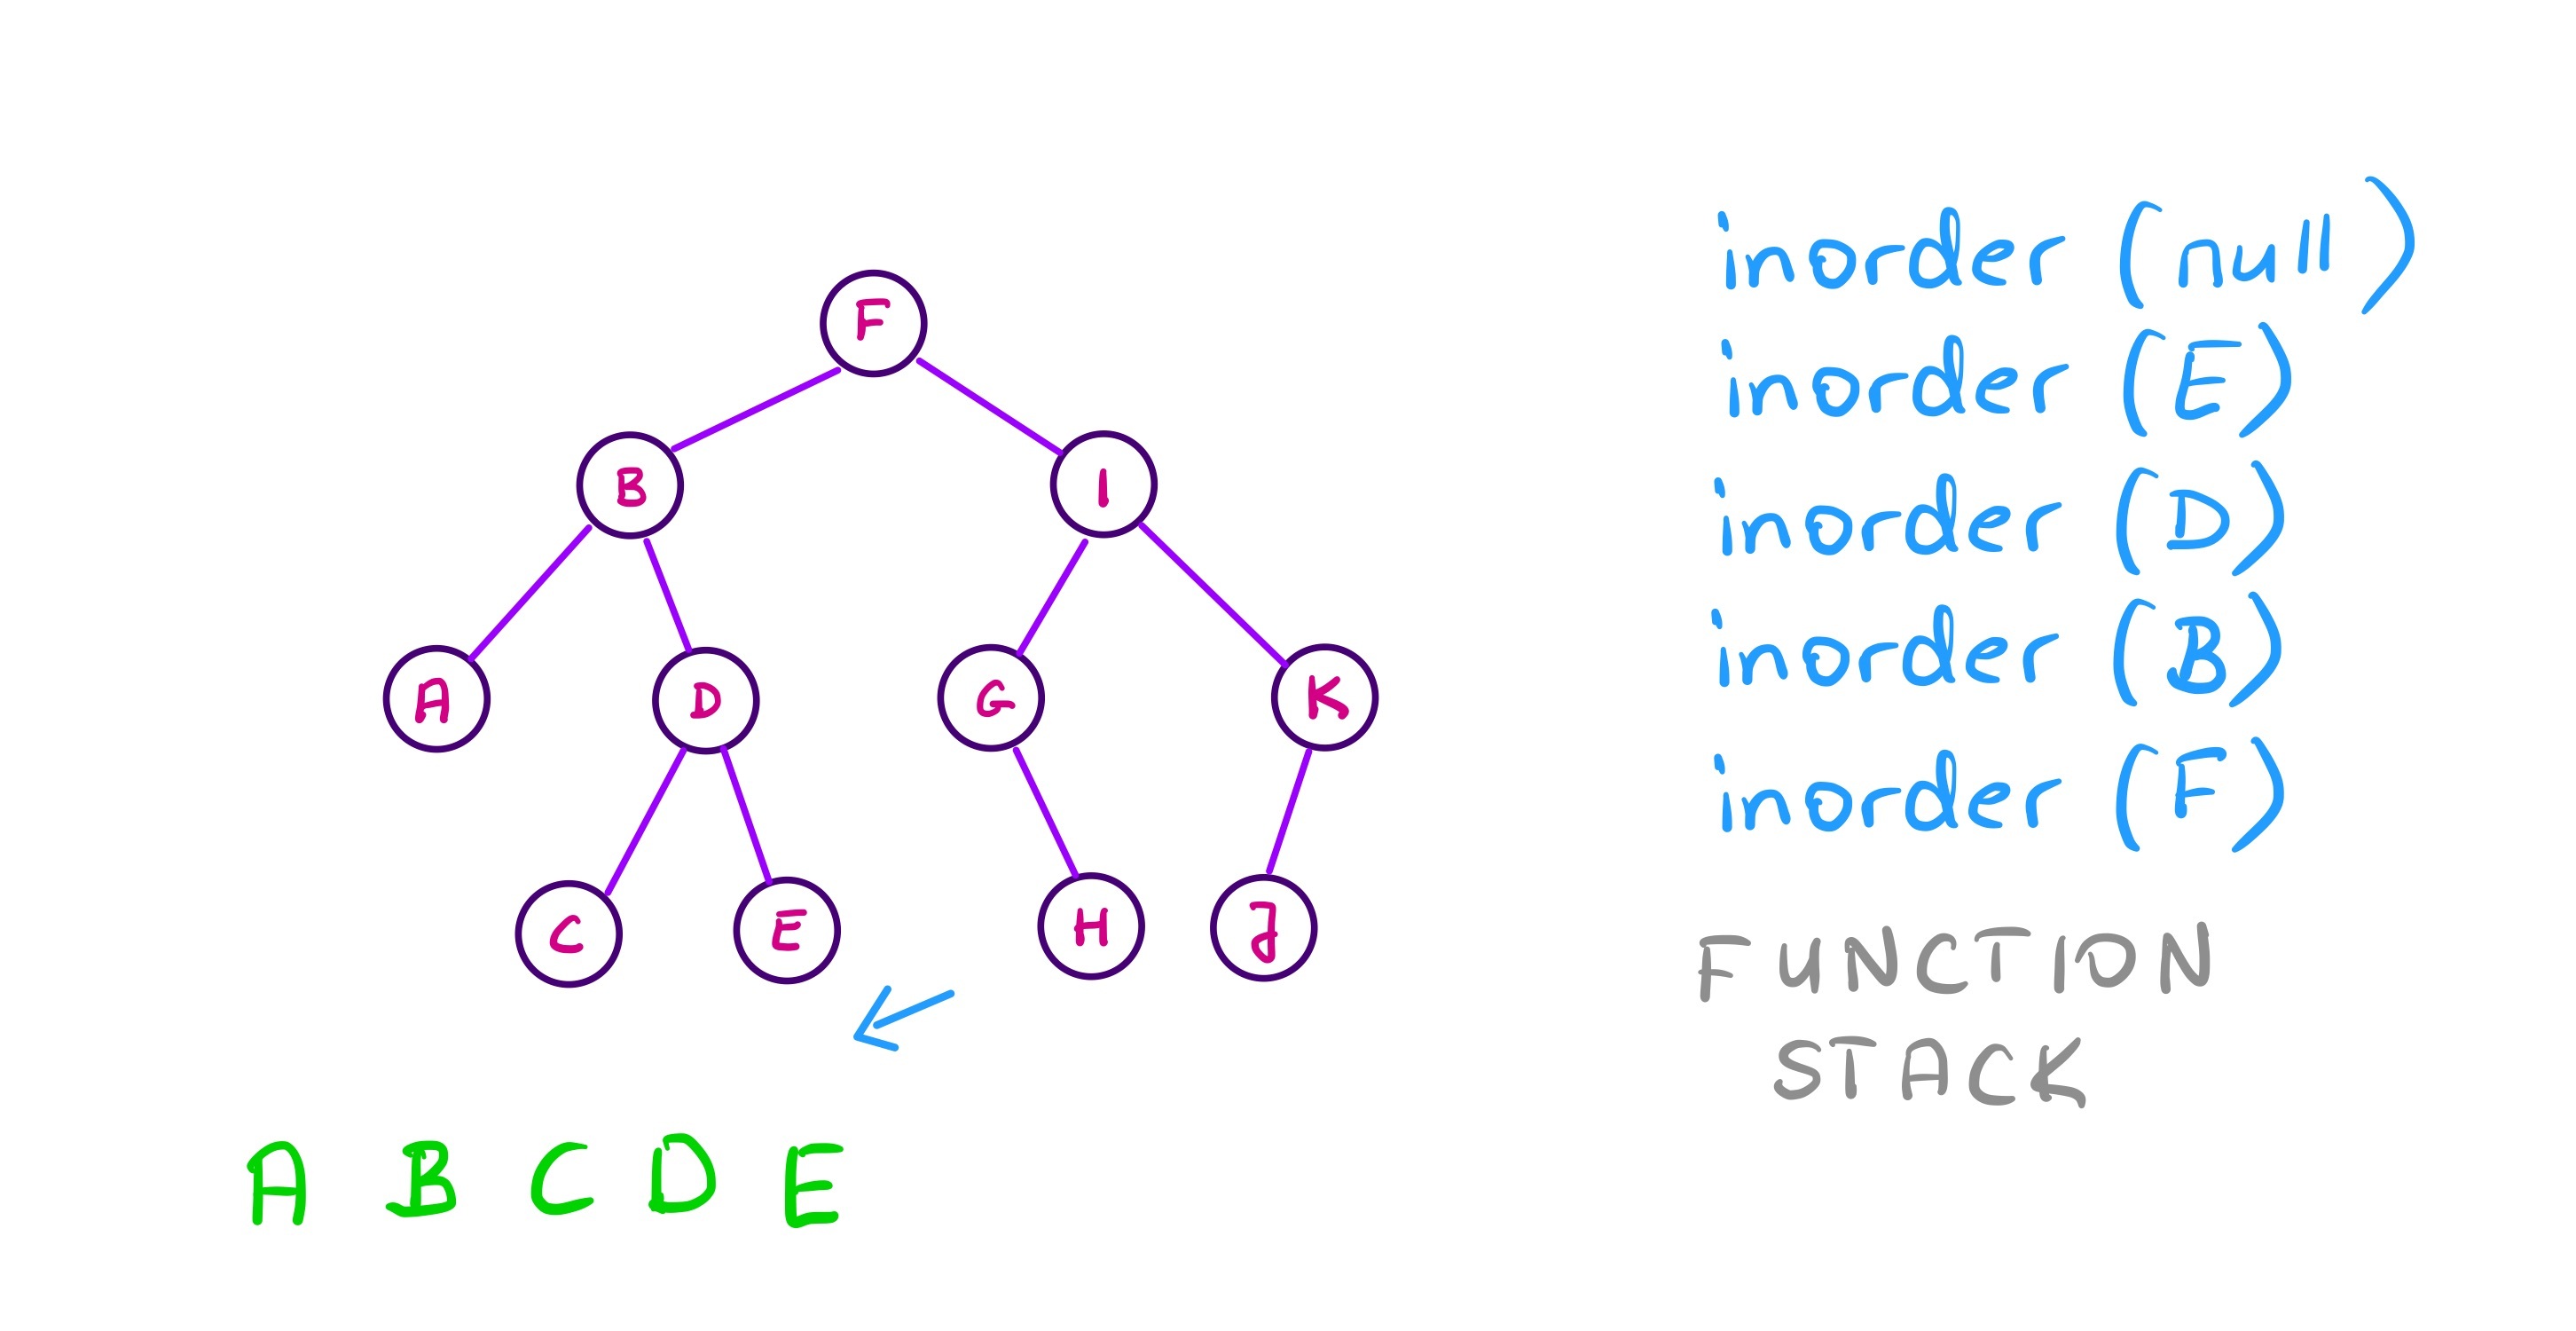 F
B I
A D G K
C E H J
A B C D E
inorder (null)
inorder (E)
inorder (D)
inorder (B)
inorder (F)
FUNCTION
STACK